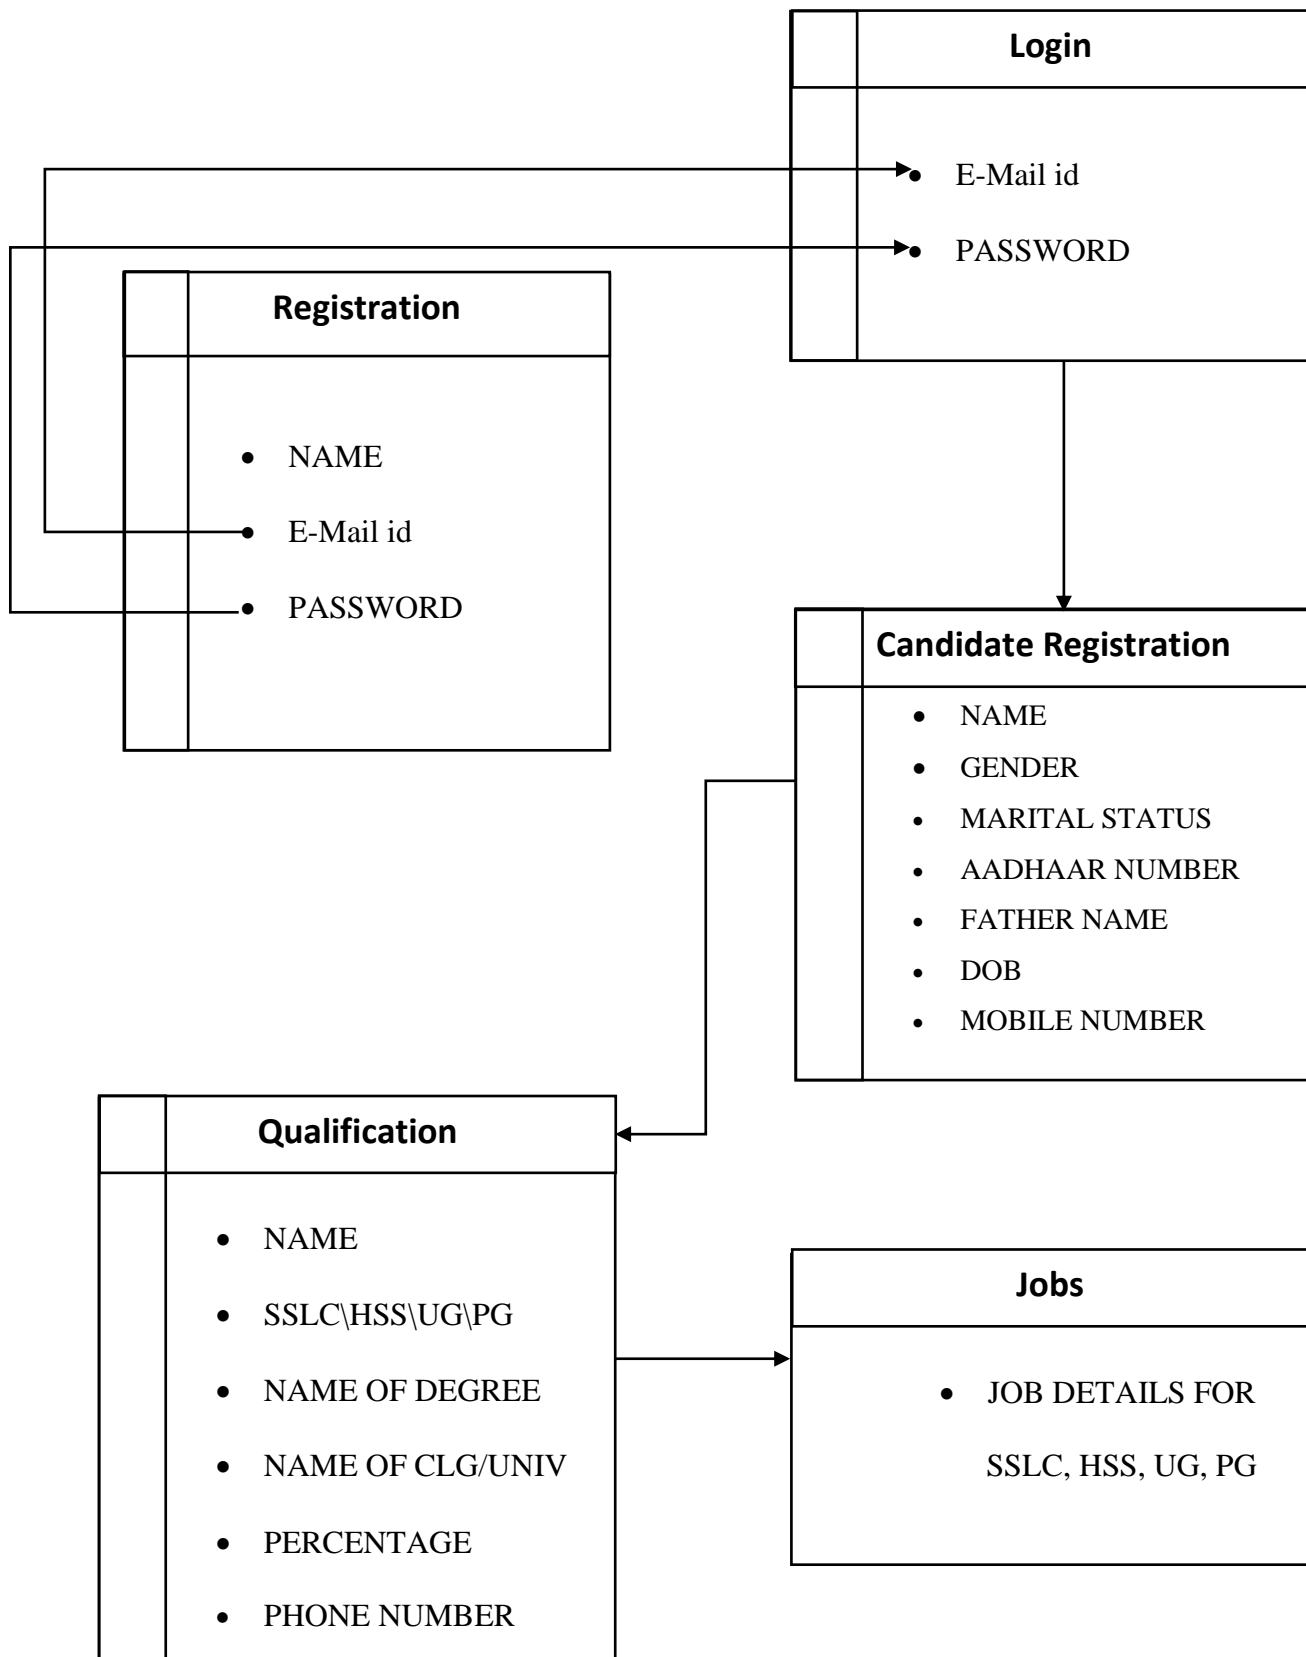 Login
• E-Mail id
• PASSWORD
Registration
• NAME
• E-Mail id
• PASSWORD
Candidate Registration
• NAME
• GENDER
• MARITAL STATUS
• AADHAAR NUMBER
• FATHER NAME
• DOB
• MOBILE NUMBER
Qualification
• NAME
• SSLC\HSS\UG\PG
• NAME OF DEGREE
• NAME OF CLG/UNIV
• PERCENTAGE
• PHONE NUMBER
Jobs
• JOB DETAILS FOR
SSLC, HSS, UG, PG